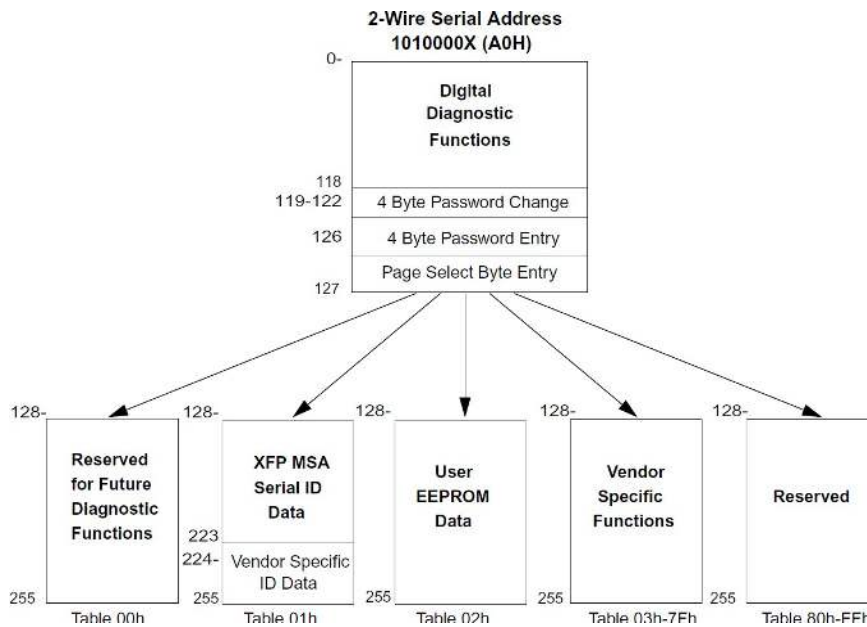 2-Wire Serial Address
1010000X (A0H)
0-
Digital
Diagnostic
Functions
118
119-122
4 Byte Password Change
126
4 Byte Password Entry
Page Select Byte Entry
127
128-
Reserved
for Future
Diagnostic
Functions
255
Table 00h
128-
XFP MSA
Serial ID
Data
223
224-
Vendor Specific
ID Data
255
Table 01h
128-
User
EEPROM
Data
255
Table 02h
128-
Vendor
Specific
Functions
255
Table 03h-7Fh
128-
Reserved
255
Table 80h-FFh